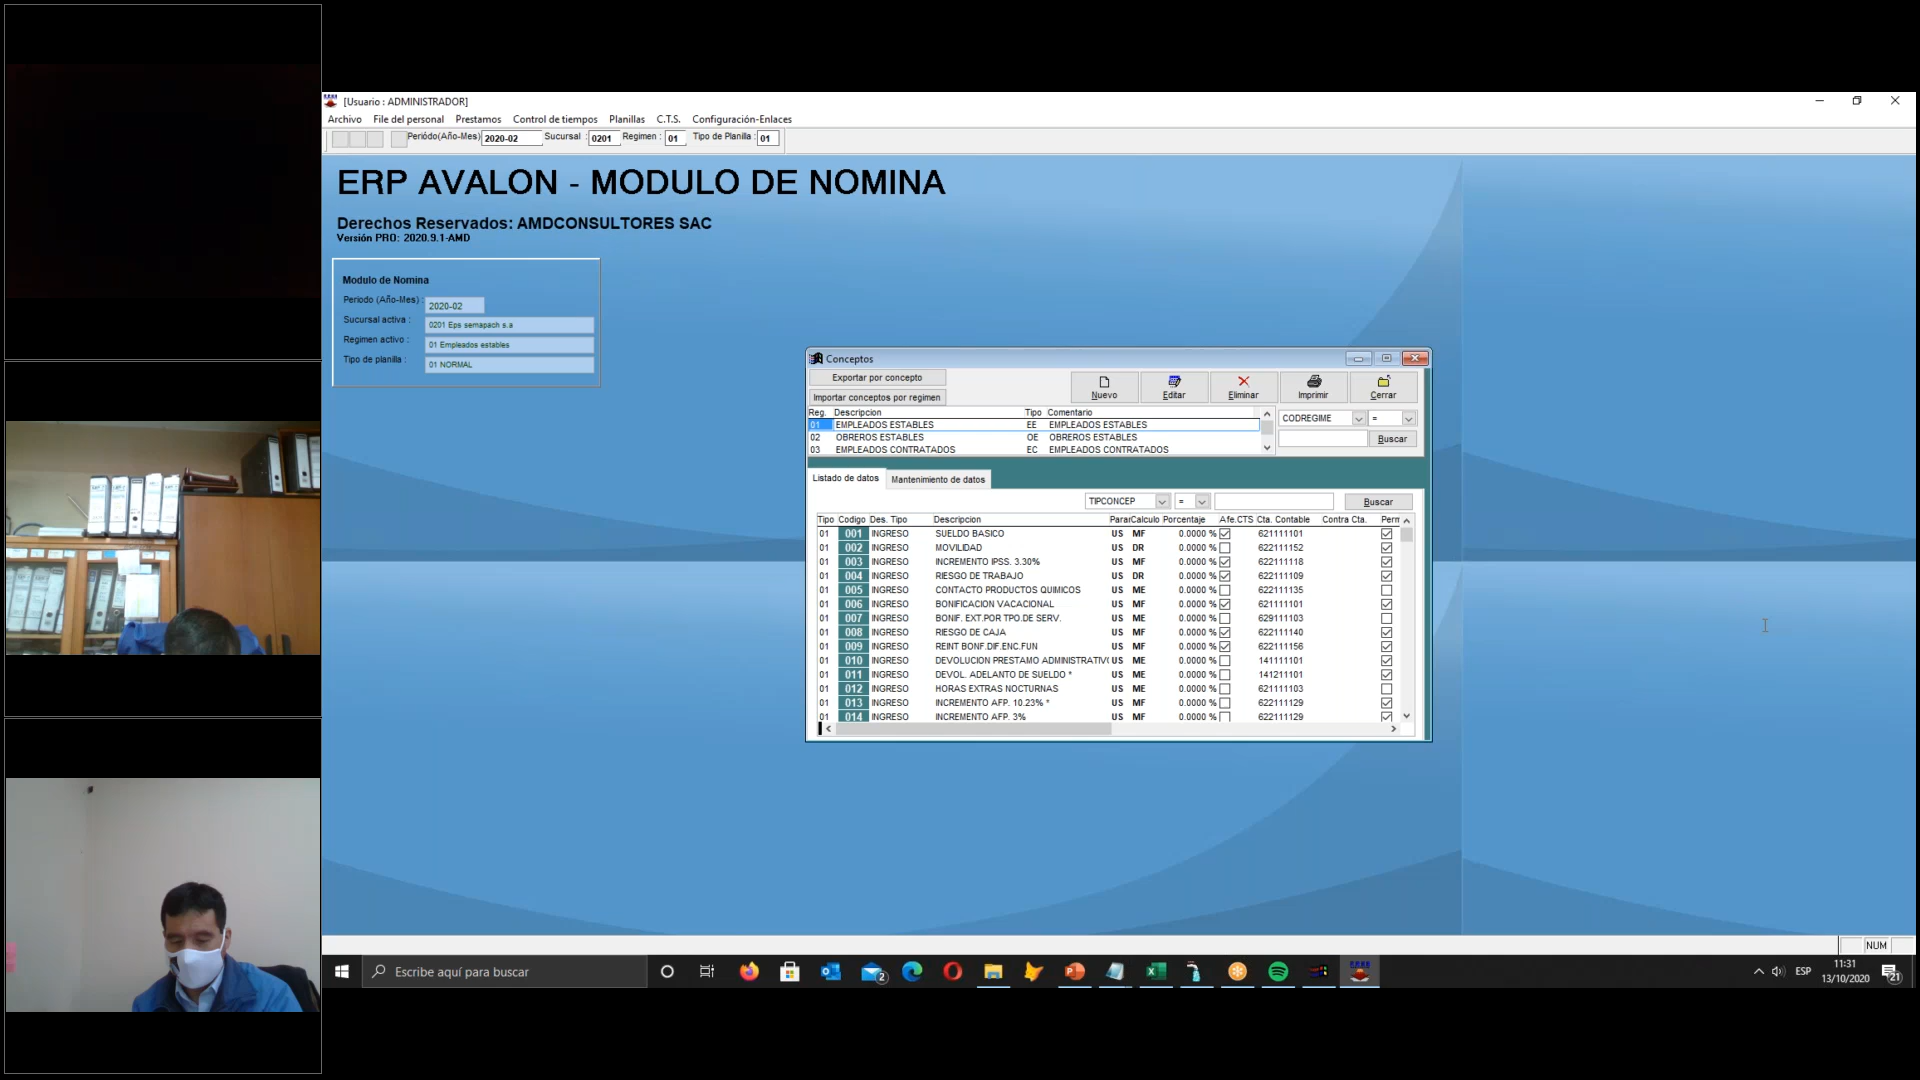 [Usuario : ADMINISTRADOR]
Archivo File del personal Prestamos Control de tiempos Planillas C.T.S. Configuración-Enlaces
Periódo(Año-Mes) 2020-02 Sucursal : 0201 Regimen : 01 Tipo de Planilla : 01
ERP AVALON - MODULO DE NOMINA
Derechos Reservados: AMDCONSULTORES SAC
Versión PRO: 2020.9.1-AMD
Modulo de Nomina
Periodo (Año-Mes) : 2020-02
Sucursal activa : 0201 Eps semapach s.a
Regimen activo : 01 Empleados estables
Tipo de planilla : 01 NORMAL
Conceptos
Exportar por concepto
Importar conceptos por regimen
Nuevo Editar Eliminar Imprimir Cerrar
Reg. Descripcion Tipo Comentario
01 EMPLEADOS ESTABLES EE EMPLEADOS ESTABLES
02 OBREROS ESTABLES OE OBREROS ESTABLES
03 EMPLEADOS CONTRATADOS EC EMPLEADOS CONTRATADOS
CODREGIME =
Buscar
Listado de datos Mantenimiento de datos
TIPCONCEP = Buscar
Tipo Codigo Des. Tipo Descripcion Parar Calculo Porcentaje Afe.CTS Cta. Contable Contra Cta. Perm
01 001 INGRESO SUELDO BASICO US MF 0.0000 % 621111101
01 002 INGRESO MOVILIDAD US DR 0.0000 % 622111152
01 003 INGRESO INCREMENTO IPSS. 3.30% US MF 0.0000 % 622111118
01 004 INGRESO RIESGO DE TRABAJO US DR 0.0000 % 622111109
01 005 INGRESO CONTACTO PRODUCTOS QUIMICOS US ME 0.0000 % 622111135
01 006 INGRESO BONIFICACION VACACIONAL US MF 0.0000 % 621111101
01 007 INGRESO BONIF. EXT.POR TPO.DE SERV. US ME 0.0000 % 629111103
01 008 INGRESO RIESGO DE CAJA US MF 0.0000 % 622111140
01 009 INGRESO REINT BONF.DIF.ENC.FUN US MF 0.0000 % 622111156
01 010 INGRESO DEVOLUCION PRESTAMO ADMINISTRATIVO US ME 0.0000 % 141111101
01 011 INGRESO DEVOL. ADELANTO DE SUELDO * US ME 0.0000 % 141211101
01 012 INGRESO HORAS EXTRAS NOCTURNAS US ME 0.0000 % 621111103
01 013 INGRESO INCREMENTO AFP. 10.23% * US MF 0.0000 % 622111129
01 014 INGRESO INCREMENTO AFP. 3% US MF 0.0000 % 622111129
NUM
Escribe aquí para buscar
2
ESP
11:31
13/10/2020
21